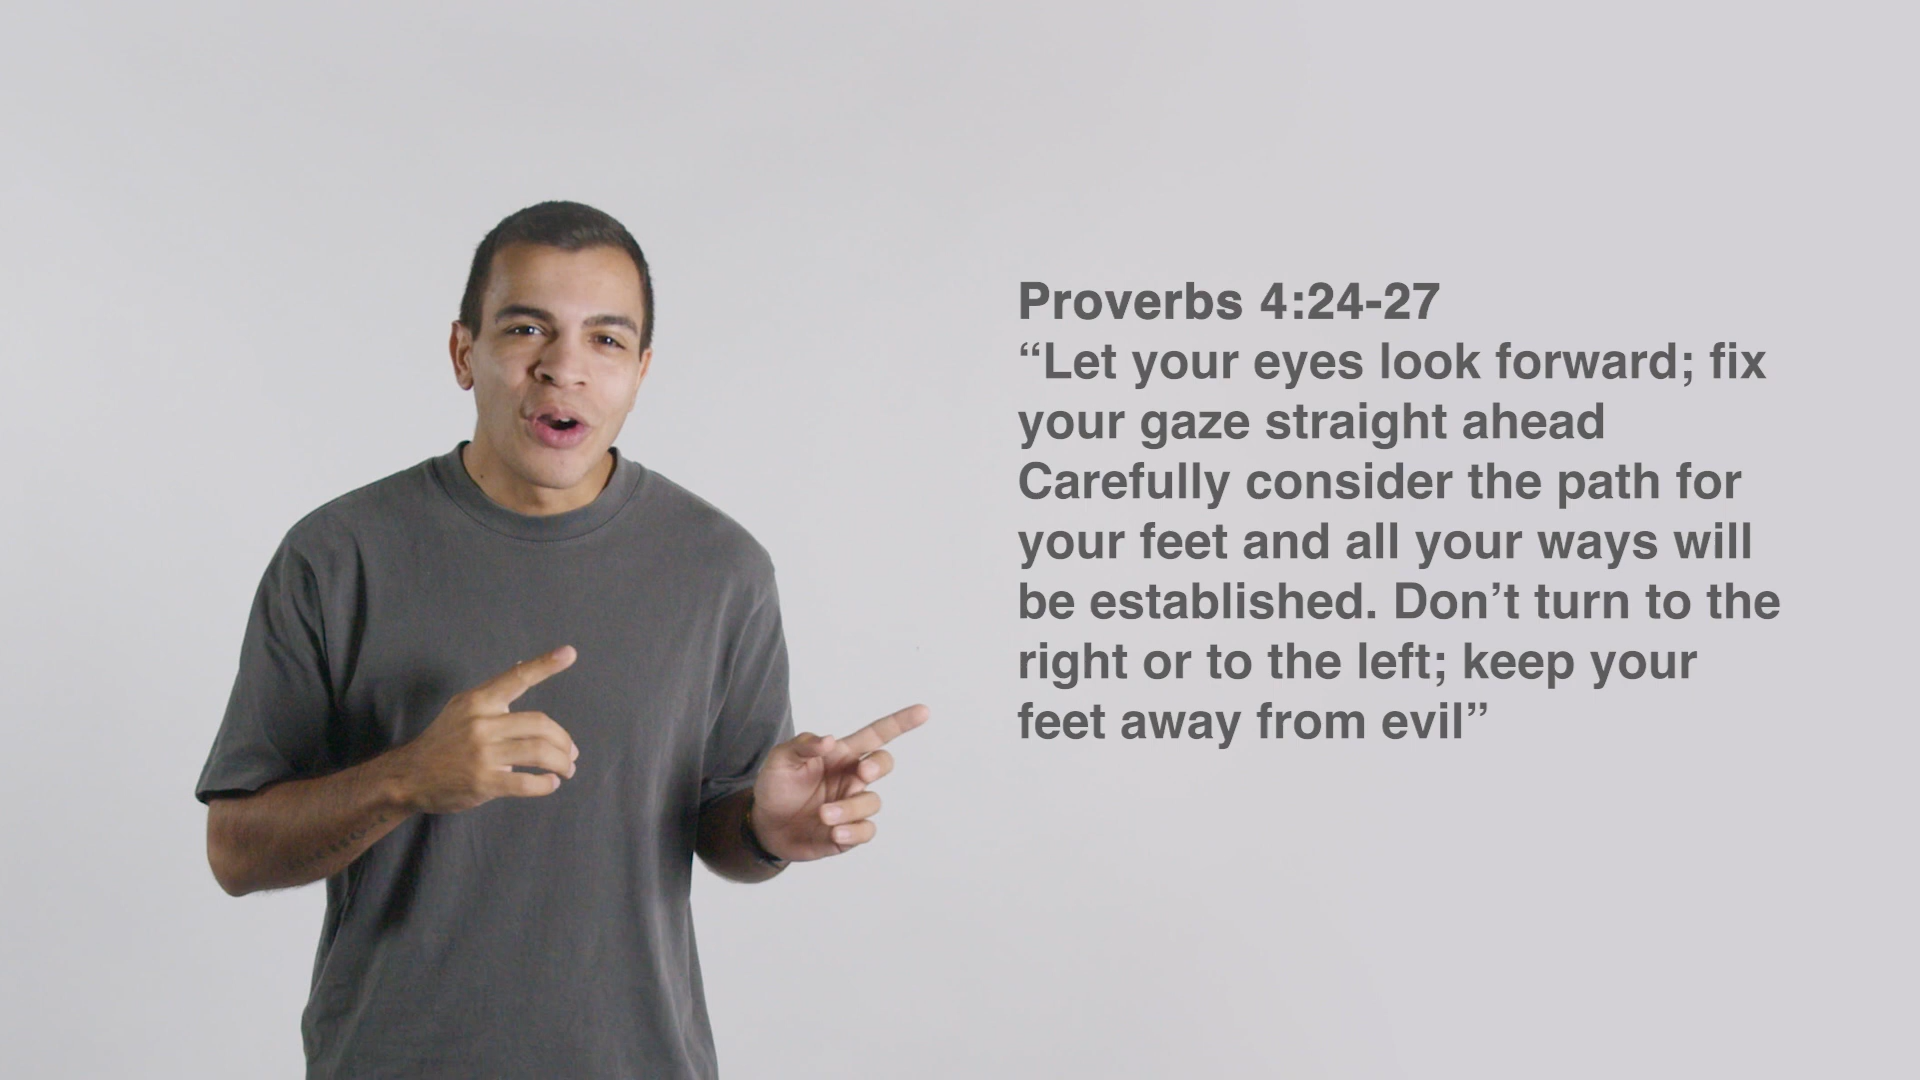 Proverbs 4:24-27
“Let your eyes look forward; fix
your gaze straight ahead
Carefully consider the path for
your feet and all your ways will
be established. Don’t turn to the
right or to the left; keep your
feet away from evil”